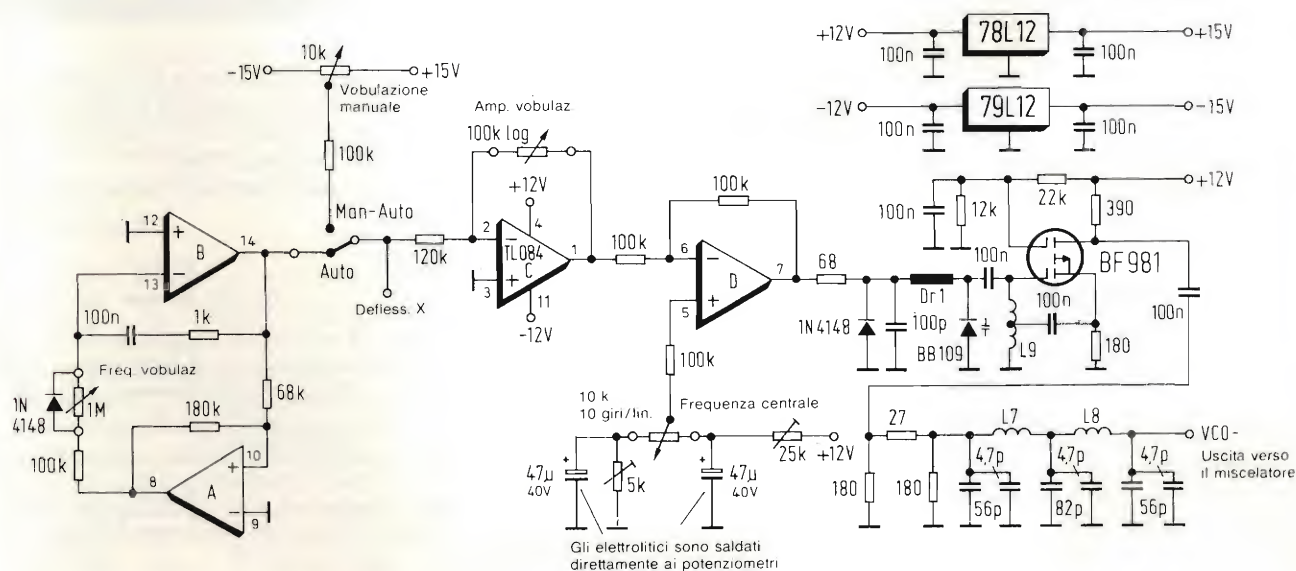 +12V
78L12
+15V
100n
100n
-12V
79L12
-15V
100n
100n
10k
-15V
+15V
Vobulazione
manuale
100k
Amp. vobulaz
100k log
+12V
4
2
-
TL084
C
+
3
1
11
-12V
Man-Auto
Auto
120k
Defless. X
12
+
B
14
-
13
100n
1k
Freq. vobulaz
1N
4148
1M
100k
180k
68k
10
+
A
8
-
9
100k
100k
6
-
D
7
+
5
100k
68
1N4148
Dr1
100p
BB109
100n
100n
12k
22k
390
+12V
BF981
100n
L9
180
100n
10 k
10 giri/lin.
Frequenza centrale
25k
+12V
+
47µ
40V
5k
+
47µ
40V
Gli elettrolitici sono saldati
direttamente ai potenziometri
27
180
180
L7
L8
4,7p
4,7p
4,7p
56p
82p
56p
VCO-
Uscita verso
il miscelatore